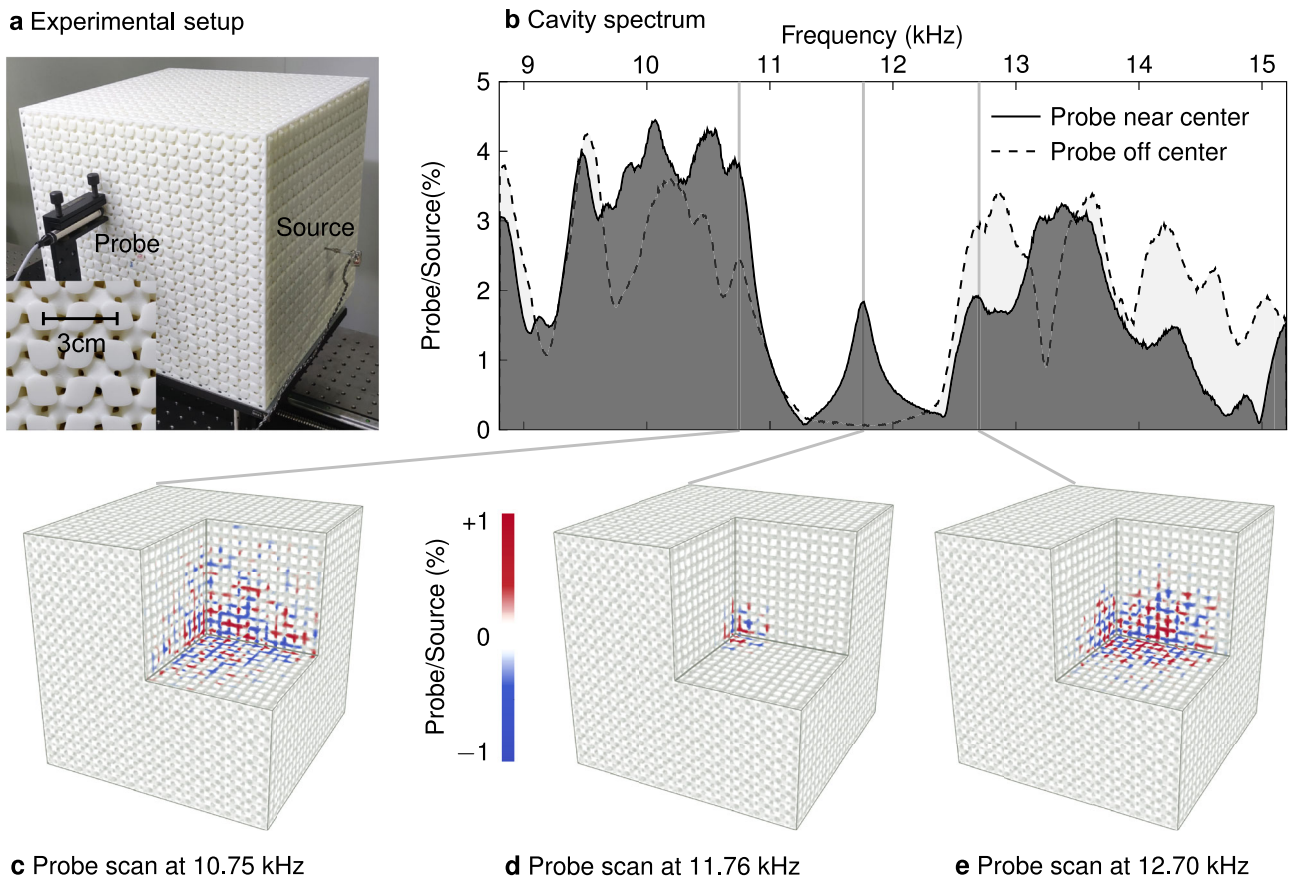 a Experimental setup
Probe
Source
3cm
b Cavity spectrum
Frequency (kHz)
9 10 11 12 13 14 15
Probe/Source(%)
5
4
3
2
1
0
Probe near center
Probe off center
Probe/Source (%)
+1
0
−1
c Probe scan at 10.75 kHz
d Probe scan at 11.76 kHz
e Probe scan at 12.70 kHz